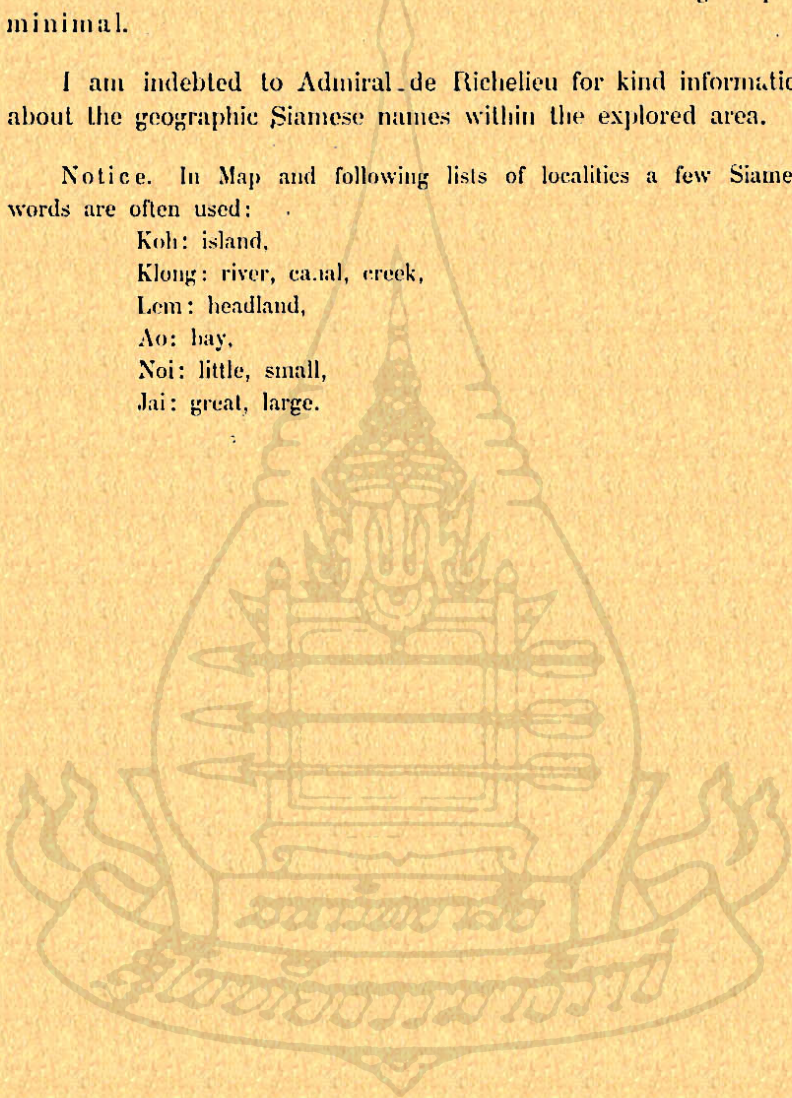 minimal.
I am indebted to Admiral de Richelieu for kind informatio
about the geographic Siamese names within the explored area.
Notice. In Map and following lists of localities a few Siame
words are often used:
Koh: island,
Klong: river, canal, creek,
Lem: headland,
Ao: bay,
Noi: little, small,
Jai: great, large.